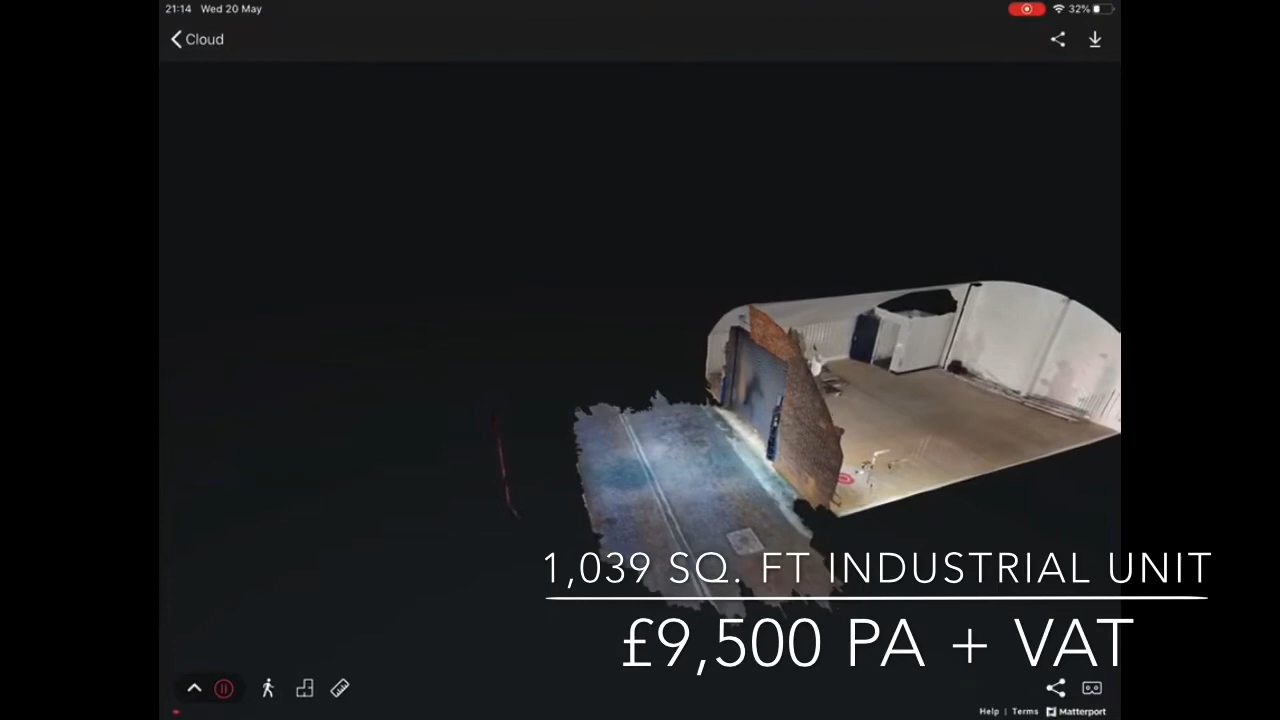 21:14 Wed 20 May
32%
Cloud
1,039 SQ. FT INDUSTRIAL UNIT
£9,500 PA + VAT
Help | Terms Matterport